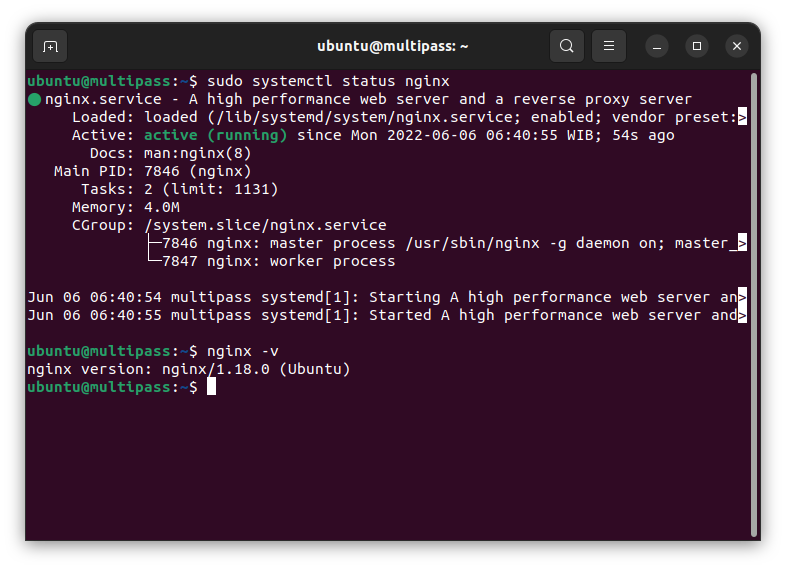 ubuntu@multipass: ~
ubuntu@multipass:~$ sudo systemctl status nginx
● nginx.service - A high performance web server and a reverse proxy server
     Loaded: loaded (/lib/systemd/system/nginx.service; enabled; vendor preset:>
     Active: active (running) since Mon 2022-06-06 06:40:55 WIB; 54s ago
       Docs: man:nginx(8)
   Main PID: 7846 (nginx)
      Tasks: 2 (limit: 1131)
     Memory: 4.0M
     CGroup: /system.slice/nginx.service
             ├─7846 nginx: master process /usr/sbin/nginx -g daemon on; master_>
             └─7847 nginx: worker process
Jun 06 06:40:54 multipass systemd[1]: Starting A high performance web server an>
Jun 06 06:40:55 multipass systemd[1]: Started A high performance web server and>
ubuntu@multipass:~$ nginx -v
nginx version: nginx/1.18.0 (Ubuntu)
ubuntu@multipass:~$